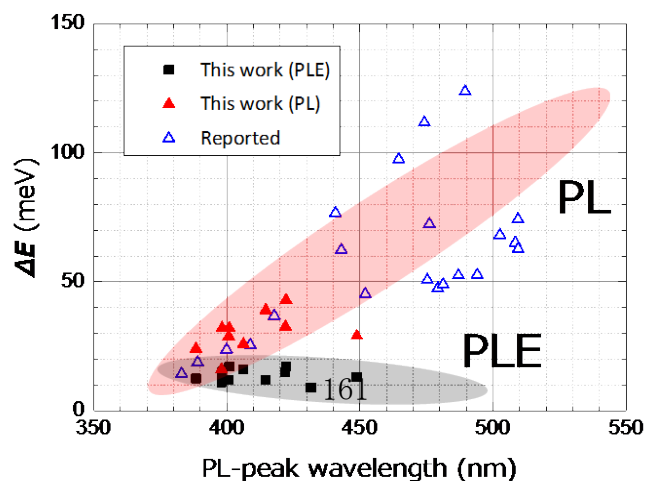 150
This work (PLE)
This work (PL)
Reported
100
PL
ΔE (meV)
50
PLE
161
0
350 400 450 500 550
PL-peak wavelength (nm)